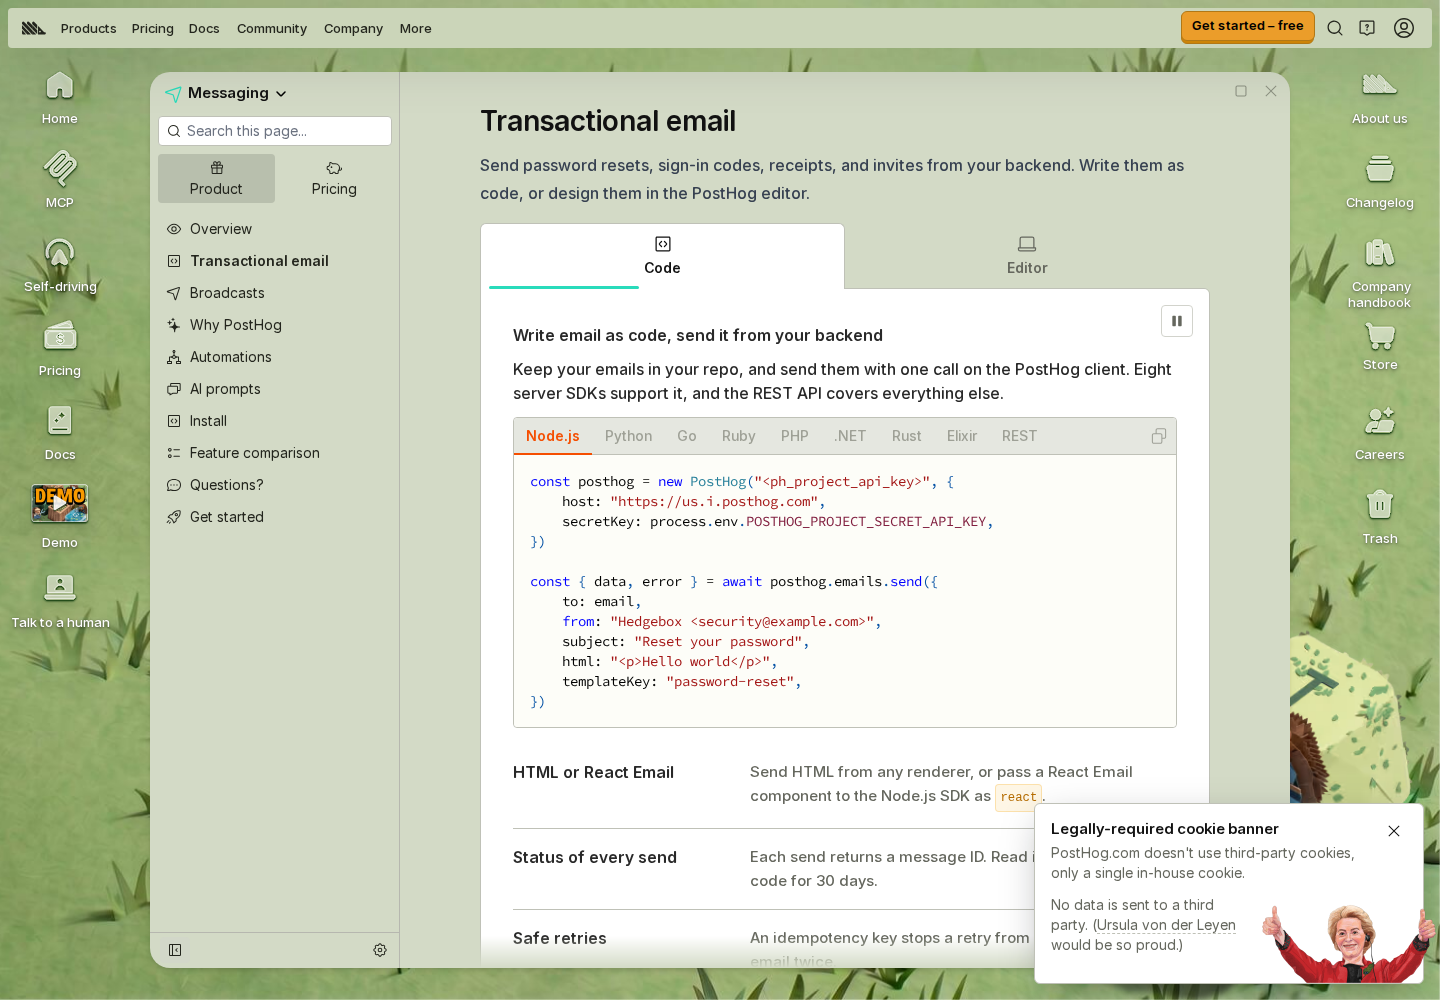 Products Pricing Docs Community Company More
Get started – free
Home
MCP
Self-driving
Pricing
Docs
DEMO
Demo
Talk to a human
Messaging
Search this page...
Product
Pricing
Overview
Transactional email
Broadcasts
Why PostHog
Automations
AI prompts
Install
Feature comparison
Questions?
Get started
Transactional email
Send password resets, sign-in codes, receipts, and invites from your backend. Write them as
code, or design them in the PostHog editor.
Code
Editor
Write email as code, send it from your backend
Keep your emails in your repo, and send them with one call on the PostHog client. Eight
server SDKs support it, and the REST API covers everything else.
Node.js Python Go Ruby PHP .NET Rust Elixir REST
const posthog = new PostHog("<ph_project_api_key>", {
    host: "https://us.i.posthog.com",
    secretKey: process.env.POSTHOG_PROJECT_SECRET_API_KEY,
})
const { data, error } = await posthog.emails.send({
    to: email,
    from: "Hedgebox <security@example.com>",
    subject: "Reset your password",
    html: "<p>Hello world</p>",
    templateKey: "password-reset",
})
HTML or React Email
Send HTML from any renderer, or pass a React Email
component to the Node.js SDK as react.
Status of every send
Each send returns a message ID. Read i
code for 30 days.
Safe retries
An idempotency key stops a retry from
email twice.
About us
Changelog
Company
handbook
Store
Careers
Trash
Legally-required cookie banner
PostHog.com doesn't use third-party cookies,
only a single in-house cookie.
No data is sent to a third
party. (Ursula von der Leyen
would be so proud.)